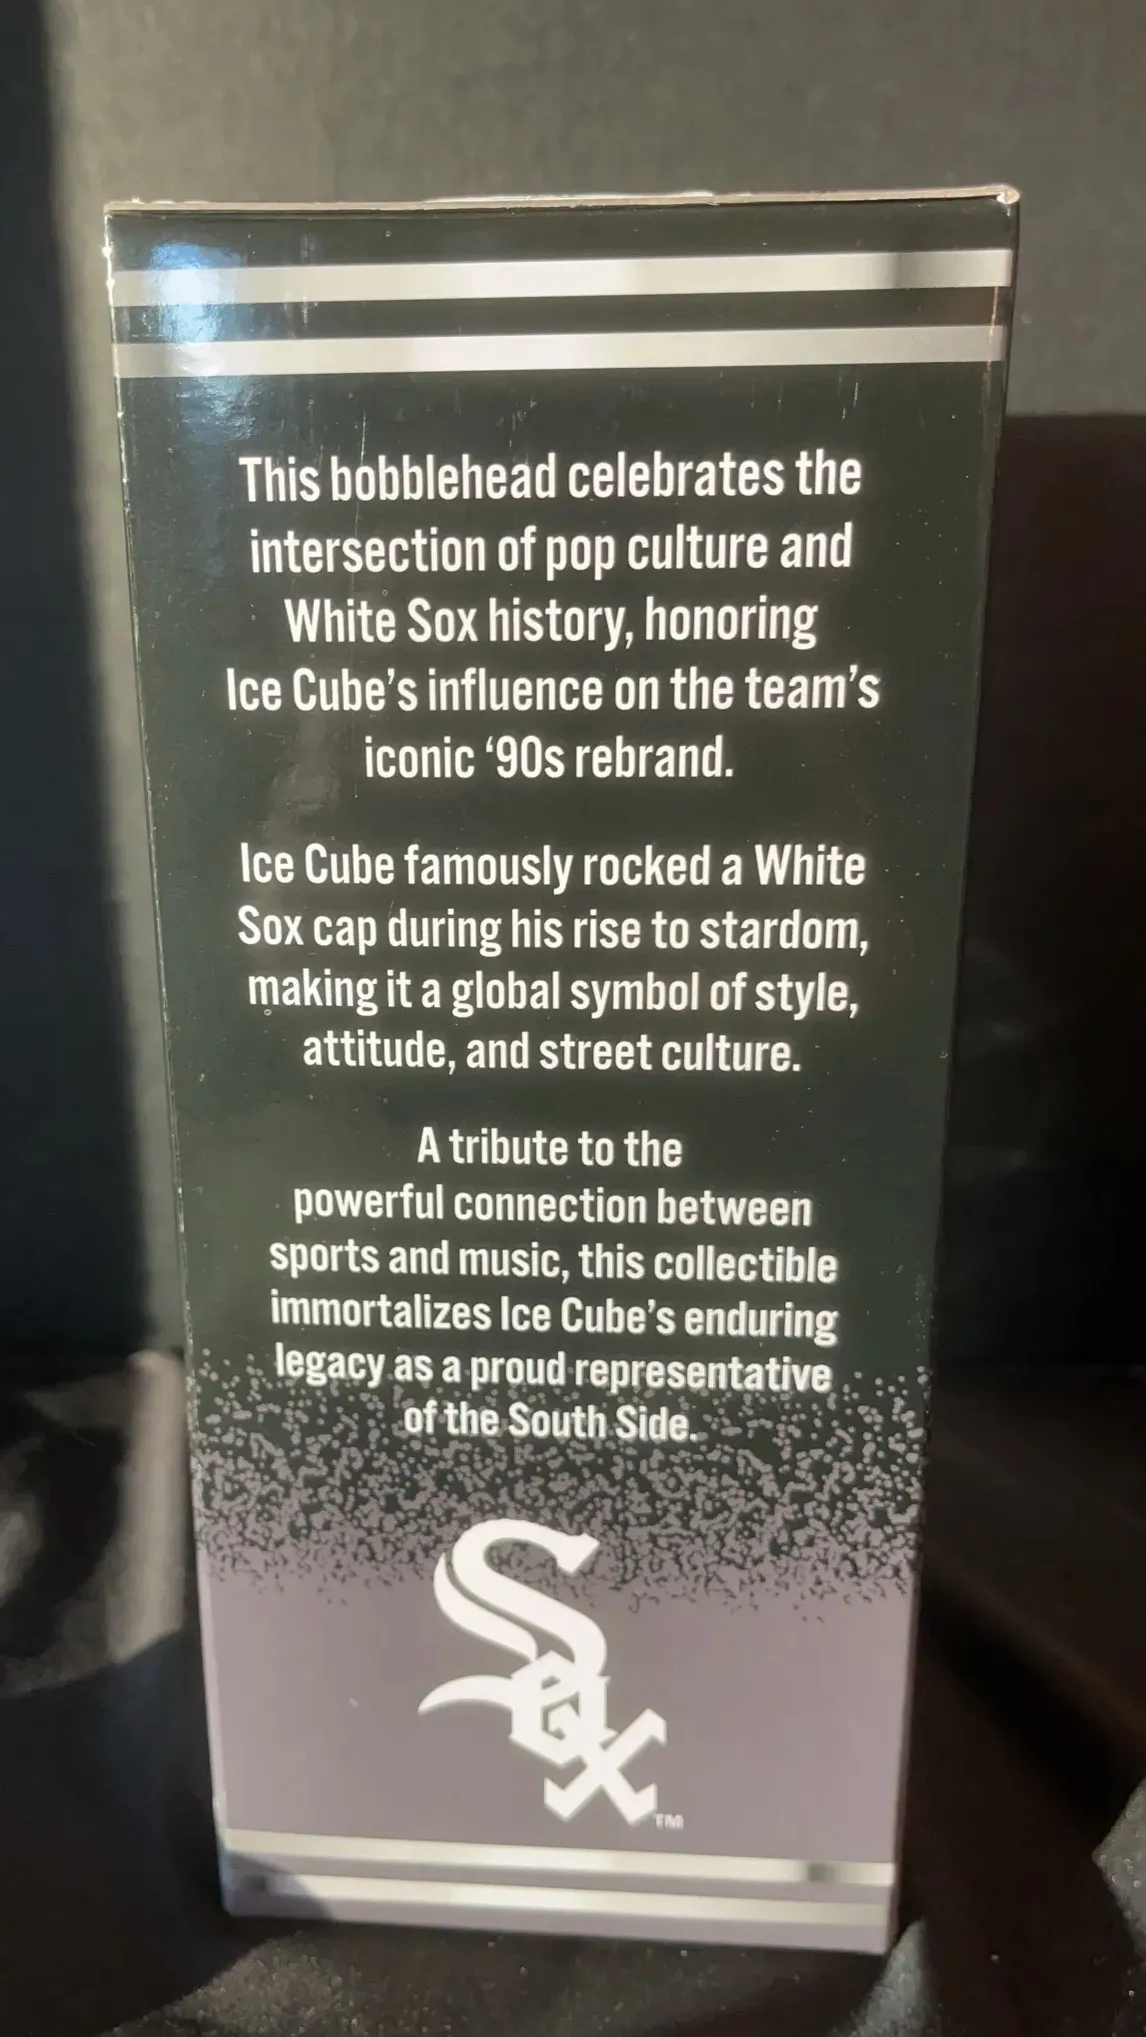 This bobblehead celebrates the
intersection of pop culture and
White Sox history, honoring
Ice Cube's influence on the team's
iconic ‘90s rebrand.
Ice Cube famously rocked a White
Sox cap during his rise to stardom,
making it a global symbol of style,
attitude, and street culture.
A tribute to the
powerful connection between
sports and music, this collectible
immortalizes Ice Cube's enduring
legacy as a proud representative
of the South Side.
Sox
TM